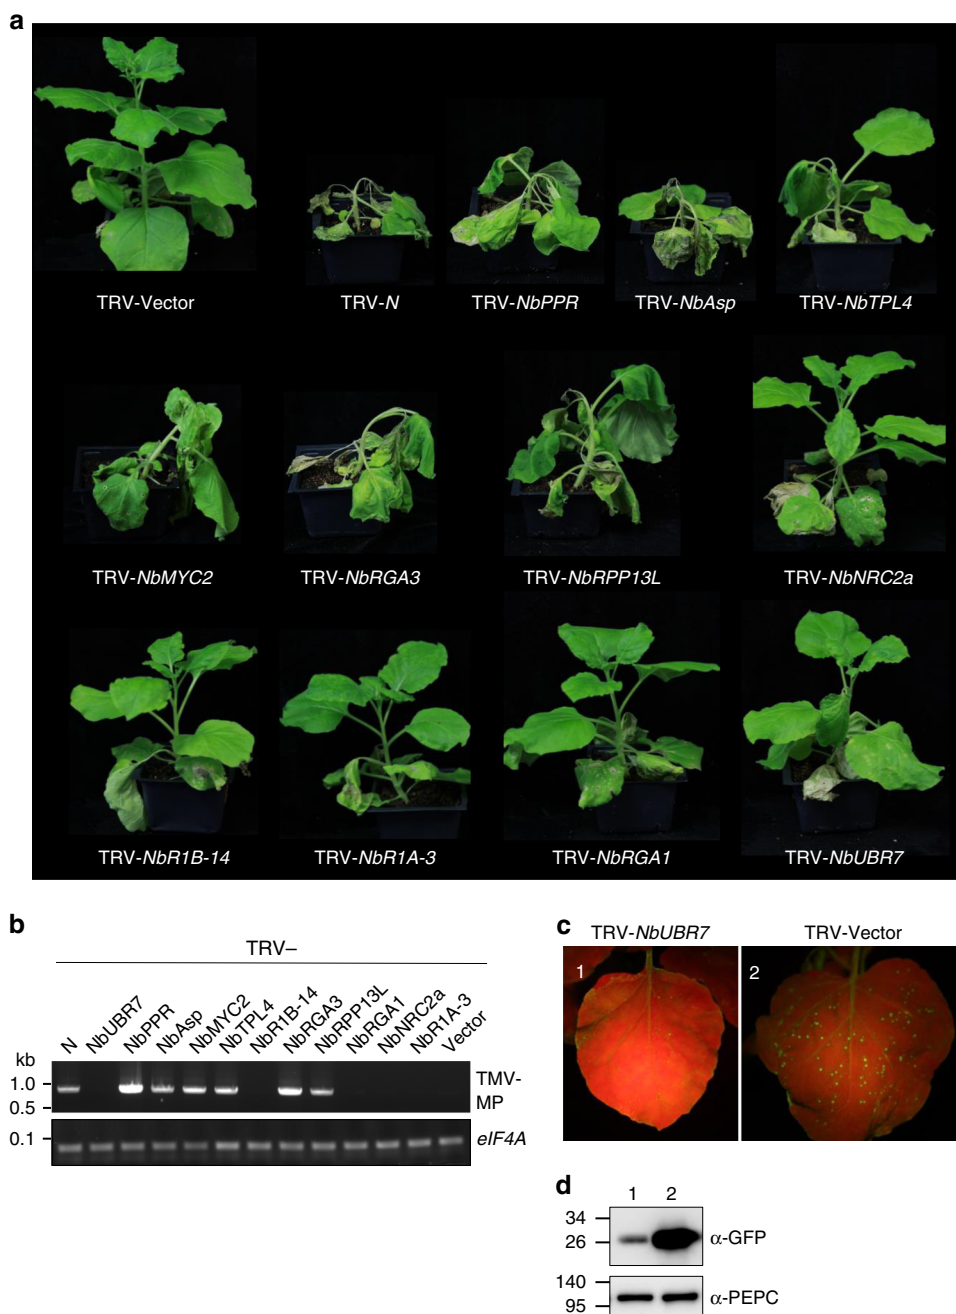 a
TRV-Vector
TRV-N
TRV-NbPPR
TRV-NbAsp
TRV-NbTPL4
TRV-NbMYC2
TRV-NbRGA3
TRV-NbRPP13L
TRV-NbNRC2a
TRV-NbR1B-14
TRV-NbR1A-3
TRV-NbRGA1
TRV-NbUBR7
b
TRV–
N
NbUBR7
NbPPR
NbAsp
NbMYC2
NbTPL4
NbR1B-14
NbRGA3
NbRPP13L
NbRGA1
NbNRC2a
NbR1A-3
Vector
kb
1.0
0.5
TMV-
MP
0.1
eIF4A
c
TRV-NbUBR7
TRV-Vector
1
2
d
1 2
34
26
α-GFP
140
95
α-PEPC